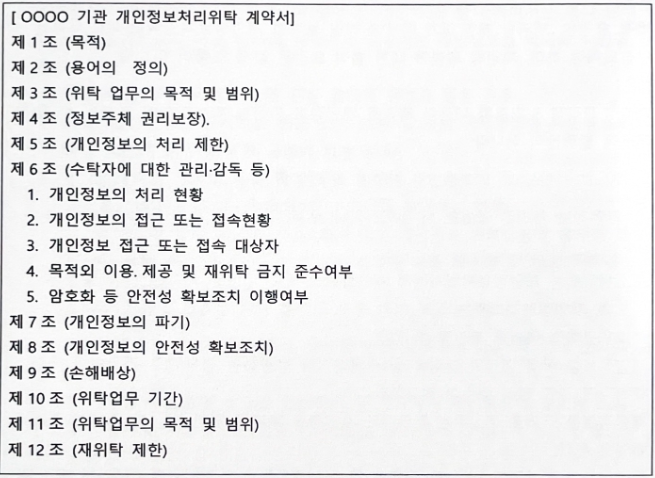 [ OOOO 기관 개인정보처리위탁 계약서]
제 1 조 (목적)
제 2 조 (용어의 정의)
제 3 조 (위탁 업무의 목적 및 범위)
제 4 조 (정보주체 권리보장).
제 5 조 (개인정보의 처리 제한)
제 6 조 (수탁자에 대한 관리·감독 등)
1. 개인정보의 처리 현황
2. 개인정보의 접근 또는 접속현황
3. 개인정보 접근 또는 접속 대상자
4. 목적외 이용.제공 및 재위탁 금지 준수여부
5. 암호화 등 안전성 확보조치 이행여부
제 7 조 (개인정보의 파기)
제 8 조 (개인정보의 안전성 확보조치)
제 9 조 (손해배상)
제 10 조 (위탁업무 기간)
제 11 조 (위탁업무의 목적 및 범위)
제 12 조 (재위탁 제한)